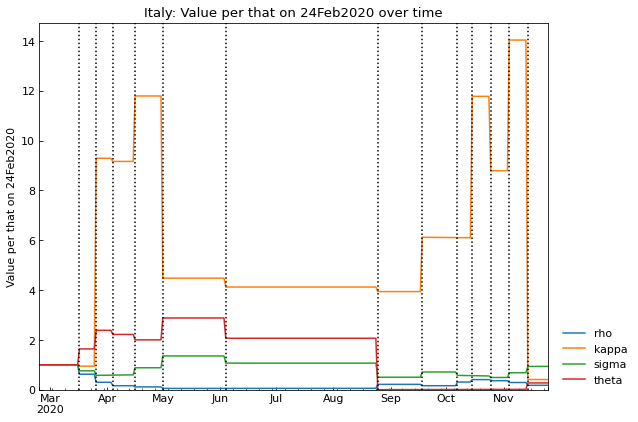 Italy: Value per that on 24Feb2020 over time
Value per that on 24Feb2020
14
12
10
8
6
4
2
0
Mar Apr May Jun Jul Aug Sep Oct Nov
2020
rho
kappa
sigma
theta